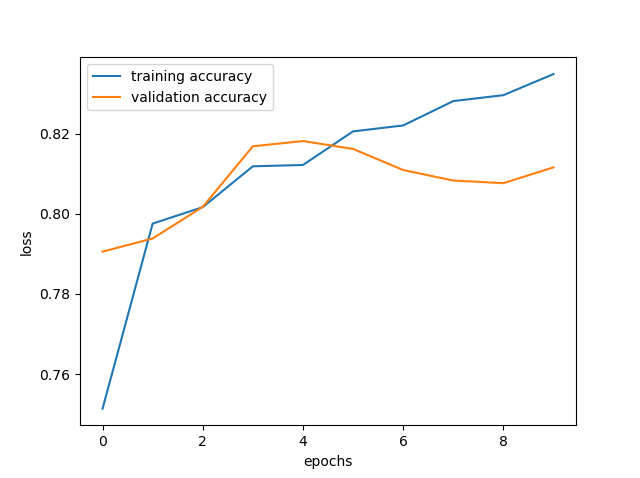 training accuracy
validation accuracy
0.82
0.80
0.78
0.76
loss
0 2 4 6 8
epochs